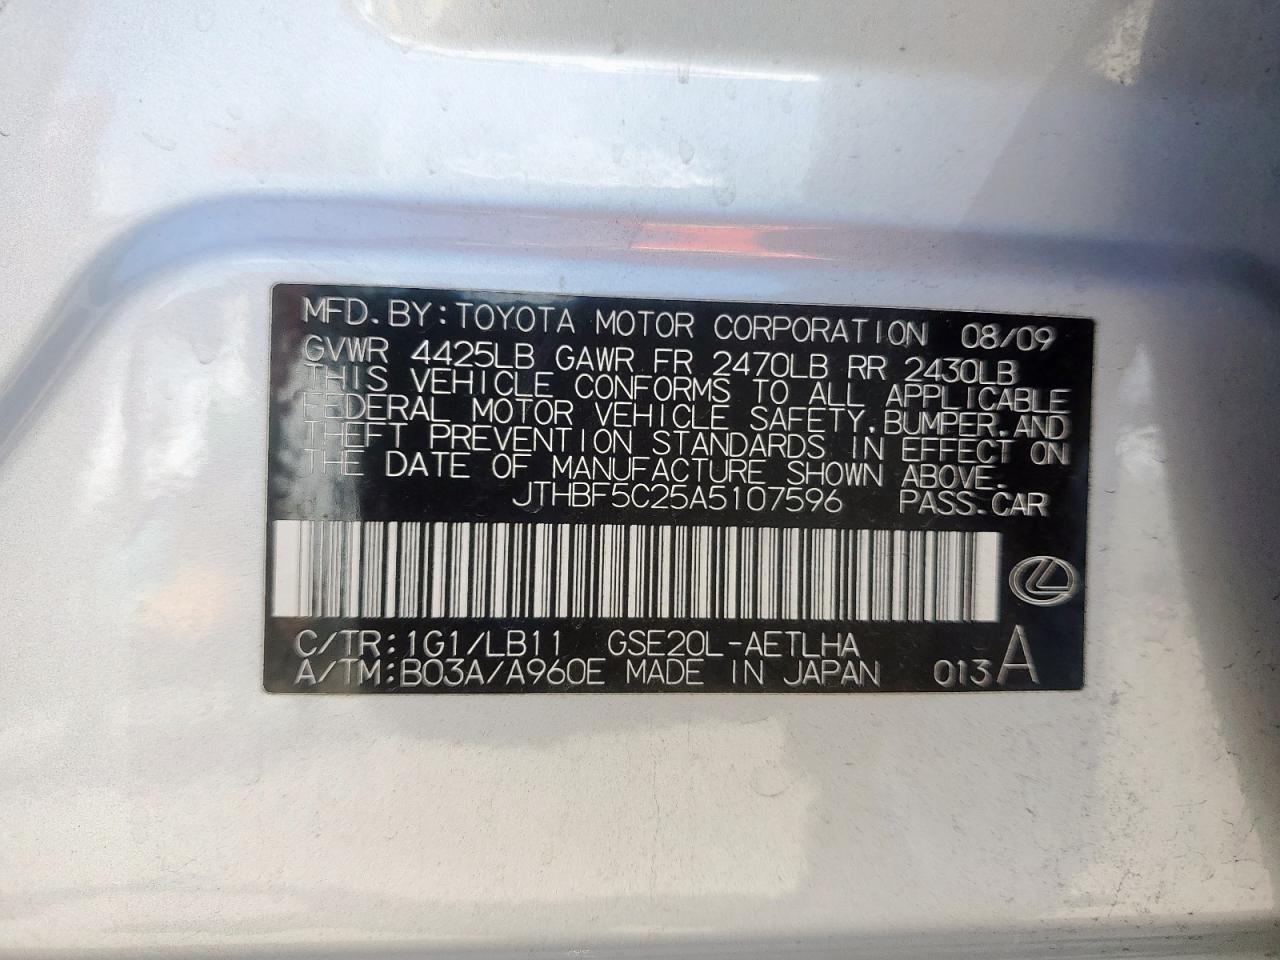 MFD. BY: TOYOTA MOTOR CORPORATION 08/09
GVWR 4425LB GAWR FR 2470LB RR 2430LB
THIS VEHICLE CONFORMS TO ALL APPLICABLE
FEDERAL MOTOR VEHICLE SAFETY, BUMPER, AND
THEFT PREVENTION STANDARDS IN EFFECT ON
THE DATE OF MANUFACTURE SHOWN ABOVE.
JTHBF5C25A5107596 PASS. CAR
C/TR: 1G1/LB11 GSE20L-AETLHA
A/TM: B03A/A960E MADE IN JAPAN 013 A